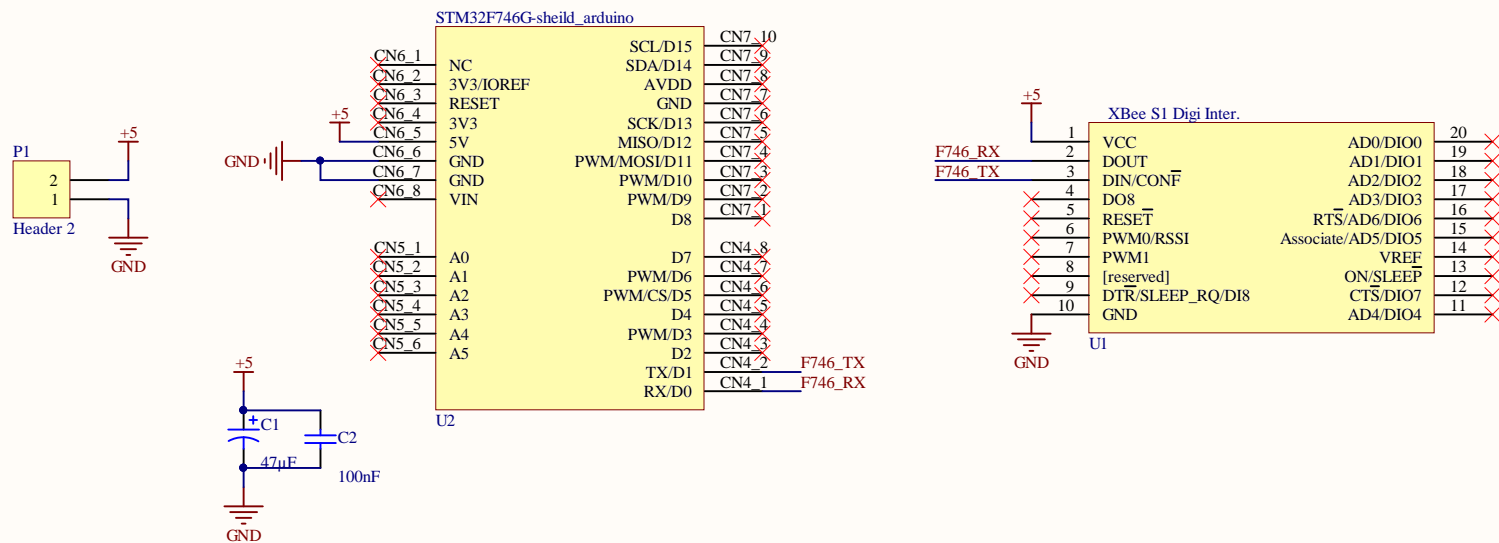 P1
+5
2
1
Header 2
GND
STM32F746G-sheild_arduino
CN6_1
NC
CN6_2
3V3/IOREF
CN6_3
RESET
CN6_4
3V3
+5
CN6_5
5V
GND
CN6_6
GND
CN6_7
GND
CN6_8
VIN
CN5_1
A0
CN5_2
A1
CN5_3
A2
CN5_4
A3
CN5_5
A4
CN5_6
A5
SCL/D15
CN7_10
SDA/D14
CN7_9
AVDD
CN7_8
GND
CN7_7
SCK/D13
CN7_6
MISO/D12
CN7_5
PWM/MOSI/D11
CN7_4
PWM/D10
CN7_3
PWM/D9
CN7_2
D8
CN7_1
D7
CN4_8
PWM/D6
CN4_7
PWM/CS/D5
CN4_6
D4
CN4_5
PWM/D3
CN4_4
D2
CN4_3
TX/D1
CN4_2
F746_TX
RX/D0
CN4_1
F746_RX
U2
+5
+
C1
47µF
C2
100nF
GND
+5
XBee S1 Digi Inter.
1
VCC
F746_RX
2
DOUT
F746_TX
3
DIN/CONF̅
4
DO8
5
RESET̅
6
PWM0/RSSI
7
PWM1
8
[reserved]
9
DTR̅/SLEEP_RQ/DI8
10
GND
GND
AD0/DIO0
20
AD1/DIO1
19
AD2/DIO2
18
AD3/DIO3
17
RTS̅/AD6/DIO6
16
Associate/AD5/DIO5
15
VREF
14
ON/SLEEP̅
13
CTS̅/DIO7
12
AD4/DIO4
11
U1